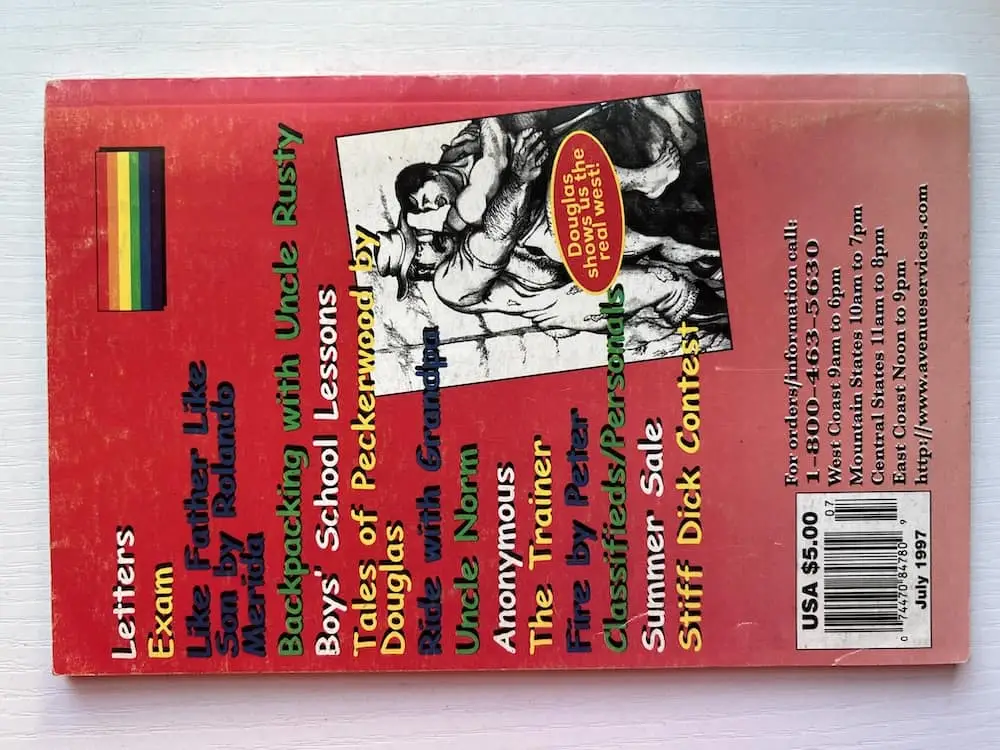 Letters
Exam
Like Father Like
Son by Rolando
Merida
Backpacking with Uncle Rusty
Boys' School Lessons
Tales of Peckerwood by
Douglas
Ride with Grandpa
Uncle Norm
Anonymous
The Trainer
Fire by Peter
Classifieds/Personals
Summer Sale
Stiff Dick Contest
Douglas
shows us the
real west!
USA $5.00
0 74470 84780 9
07
July 1997
For orders/information call:
1-800-463-5630
West Coast 9am to 6pm
Mountain States 10am to 7pm
Central States 11am to 8pm
East Coast Noon to 9pm
http://www.avenueservices.com